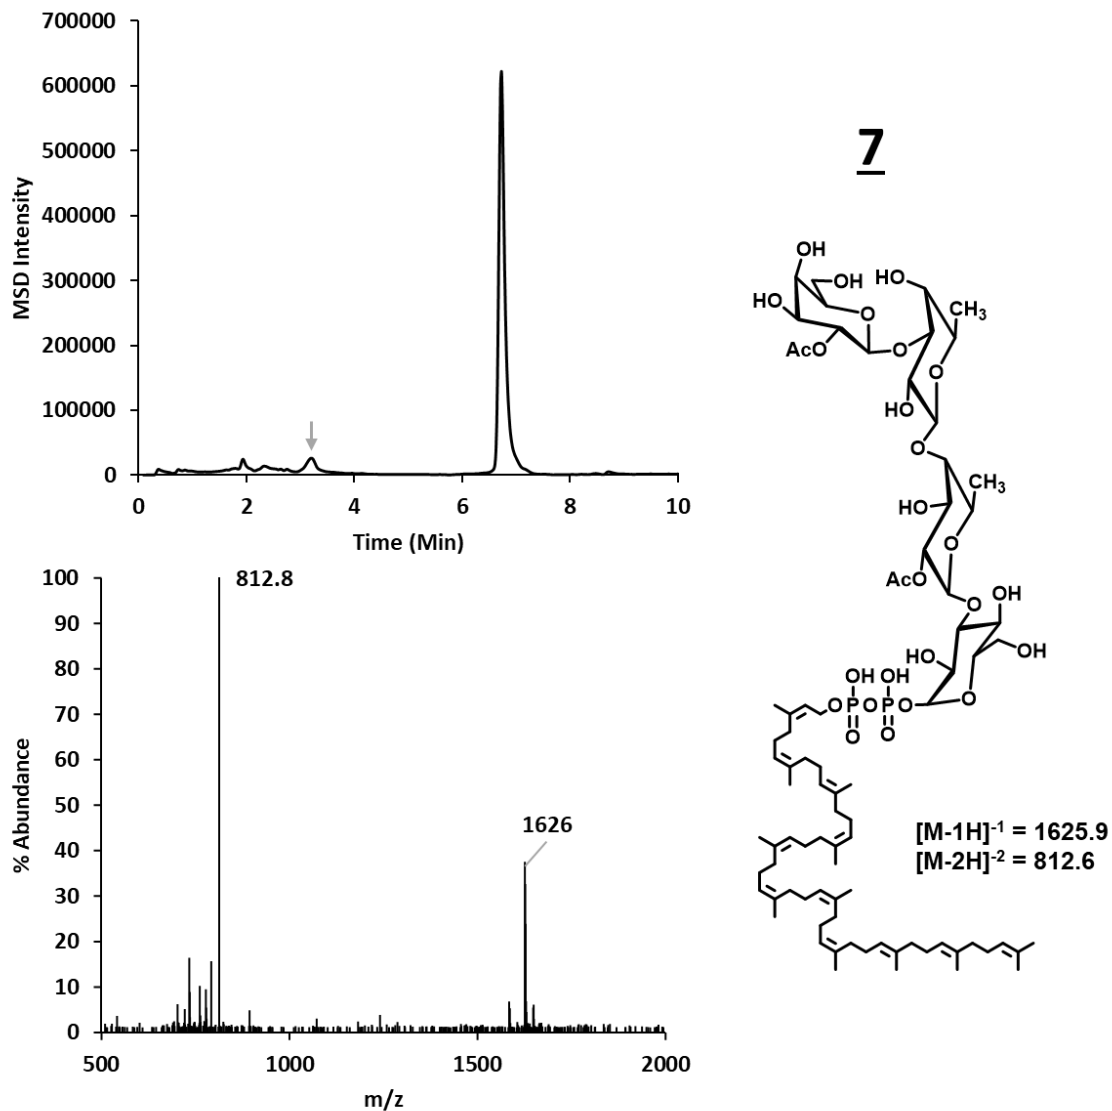 700000
600000
500000
400000
300000
200000
100000
0
MSD Intensity
0 2 4 6 8 10
Time (Min)
7
OH
OH HO
HO CH₃
O
AcO O
O
HO
O
CH₃
HO
O
AcO
O OH
HO OH
OH OH
O P O P O O
O O
[M-1H]⁻¹ = 1625.9
[M-2H]⁻² = 812.6
100
90
80
70
60
50
40
30
20
10
0
% Abundance
812.8
1626
500 1000 1500 2000
m/z